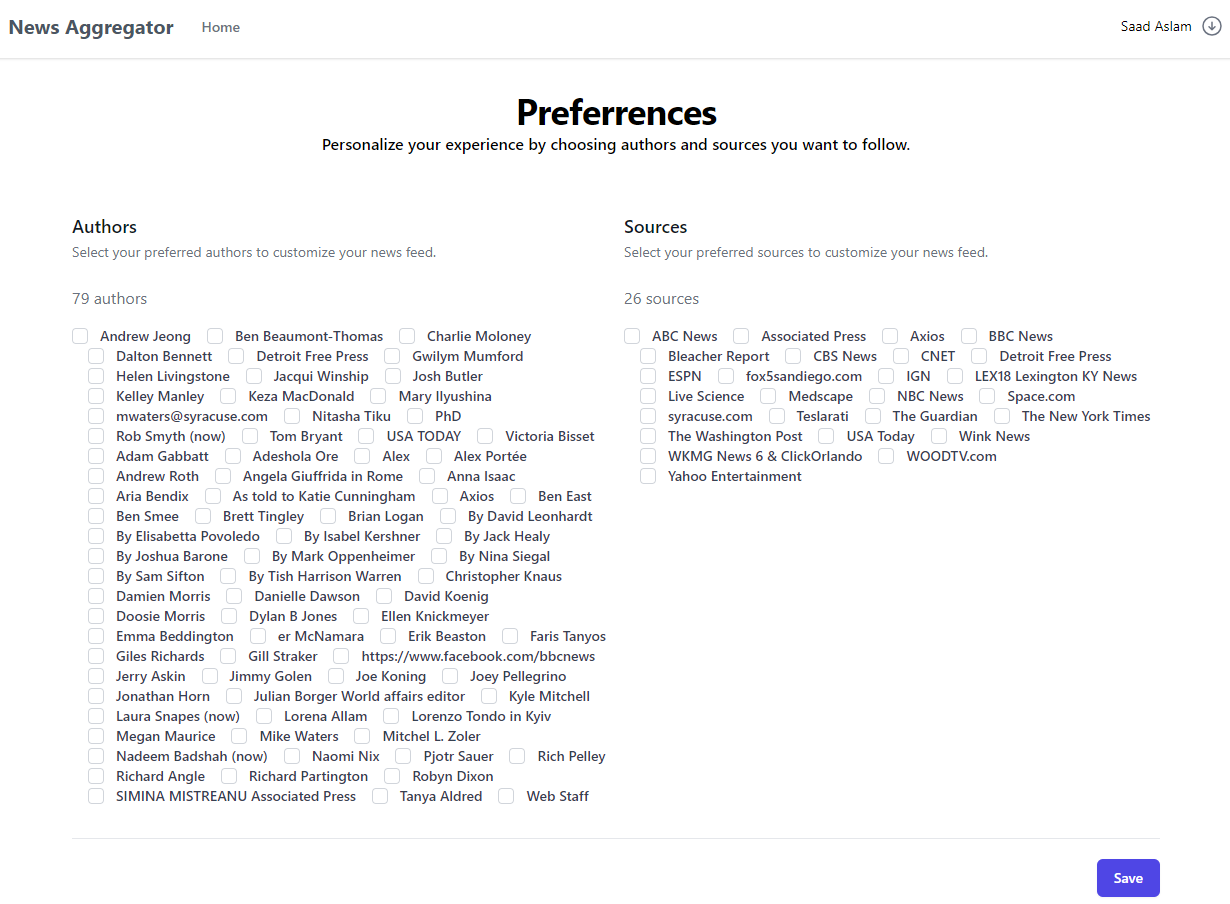 News Aggregator Home Saad Aslam
Preferrences
Personalize your experience by choosing authors and sources you want to follow.
Authors
Select your preferred authors to customize your news feed.
79 authors
Andrew Jeong Ben Beaumont-Thomas Charlie Moloney
Dalton Bennett Detroit Free Press Gwilym Mumford
Helen Livingstone Jacqui Winship Josh Butler
Kelley Manley Keza MacDonald Mary Ilyushina
mwaters@syracuse.com Nitasha Tiku PhD
Rob Smyth (now) Tom Bryant USA TODAY Victoria Bisset
Adam Gabbatt Adeshola Ore Alex Alex Portée
Andrew Roth Angela Giuffrida in Rome Anna Isaac
Aria Bendix As told to Katie Cunningham Axios Ben East
Ben Smee Brett Tingley Brian Logan By David Leonhardt
By Elisabetta Povoledo By Isabel Kershner By Jack Healy
By Joshua Barone By Mark Oppenheimer By Nina Siegal
By Sam Sifton By Tish Harrison Warren Christopher Knaus
Damien Morris Danielle Dawson David Koenig
Doosie Morris Dylan B Jones Ellen Knickmeyer
Emma Beddington er McNamara Erik Beaston Faris Tanyos
Giles Richards Gill Straker https://www.facebook.com/bbcnews
Jerry Askin Jimmy Golen Joe Koning Joey Pellegrino
Jonathan Horn Julian Borger World affairs editor Kyle Mitchell
Laura Snapes (now) Lorena Allam Lorenzo Tondo in Kyiv
Megan Maurice Mike Waters Mitchel L. Zoler
Nadeem Badshah (now) Naomi Nix Pjotr Sauer Rich Pelley
Richard Angle Richard Partington Robyn Dixon
SIMINA MISTREANU Associated Press Tanya Aldred Web Staff
Sources
Select your preferred sources to customize your news feed.
26 sources
ABC News Associated Press Axios BBC News
Bleacher Report CBS News CNET Detroit Free Press
ESPN fox5sandiego.com IGN LEX18 Lexington KY News
Live Science Medscape NBC News Space.com
syracuse.com Teslarati The Guardian The New York Times
The Washington Post USA Today Wink News
WKMG News 6 & ClickOrlando WOODTV.com
Yahoo Entertainment
Save